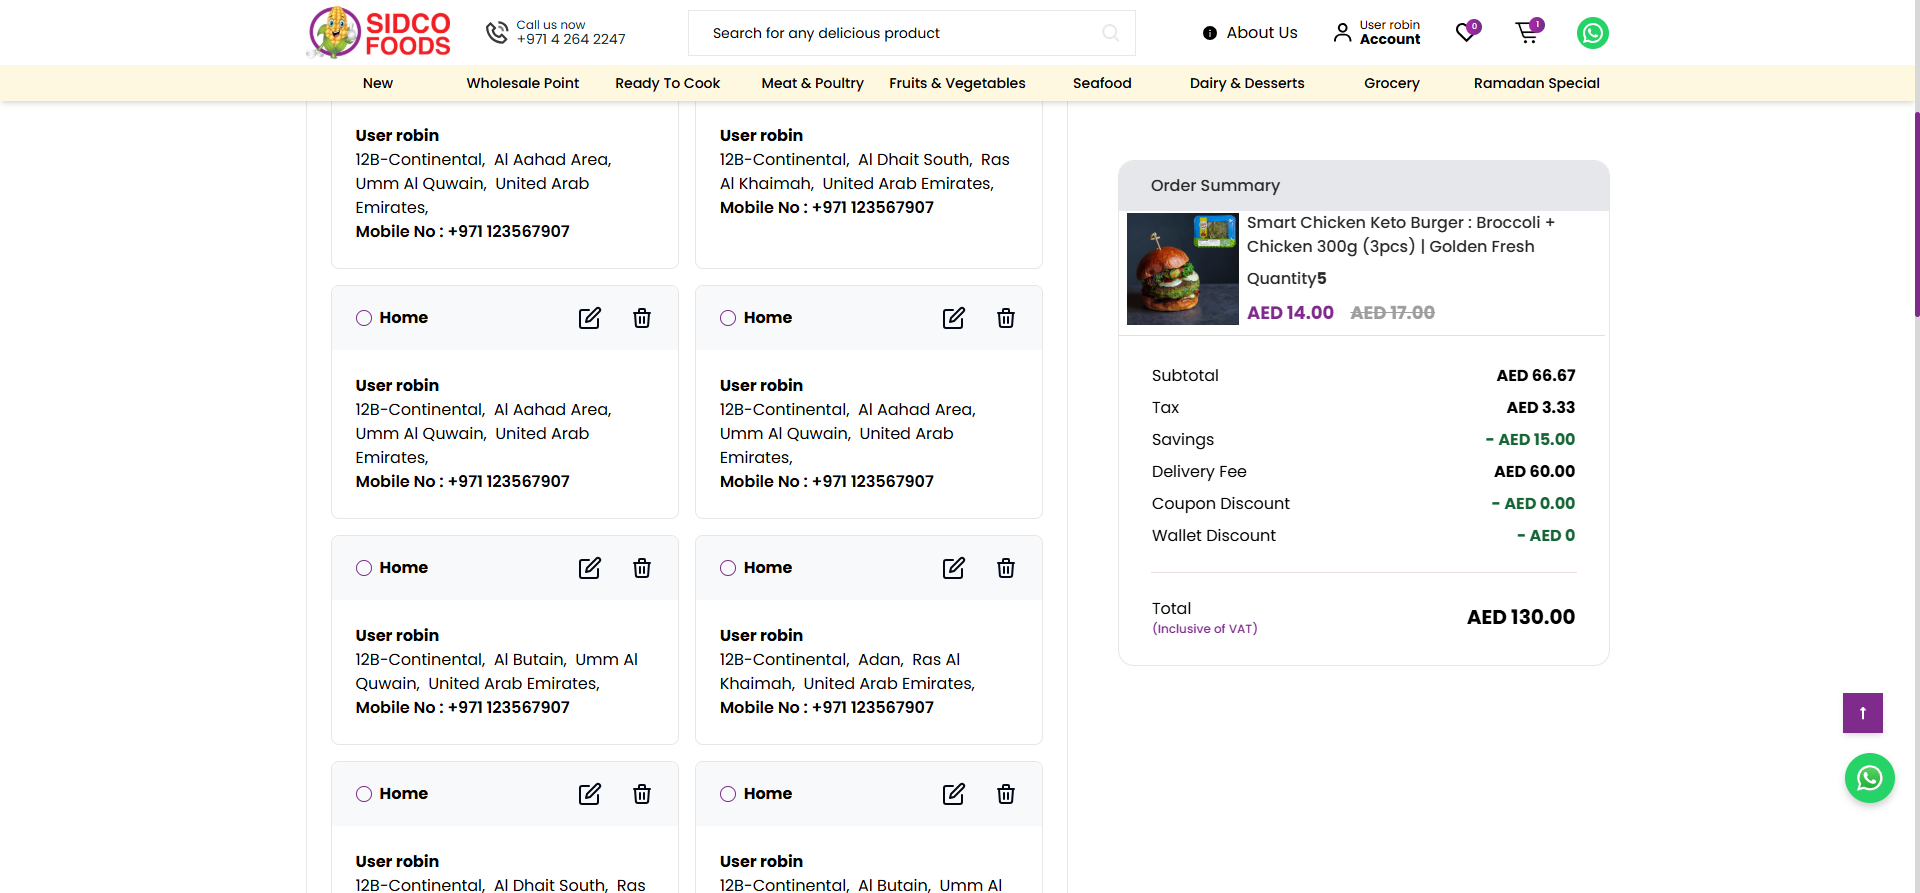 SIDCO
FOODS
Call us now
+971 4 264 2247
Search for any delicious product
About Us
User robin
Account
0
1
New
Wholesale Point
Ready To Cook
Meat & Poultry
Fruits & Vegetables
Seafood
Dairy & Desserts
Grocery
Ramadan Special
User robin
12B-Continental, Al Aahad Area,
Umm Al Quwain, United Arab
Emirates,
Mobile No : +971 123567907
User robin
12B-Continental, Al Dhait South, Ras
Al Khaimah, United Arab Emirates,
Mobile No : +971 123567907
Home
User robin
12B-Continental, Al Aahad Area,
Umm Al Quwain, United Arab
Emirates,
Mobile No : +971 123567907
Home
User robin
12B-Continental, Al Aahad Area,
Umm Al Quwain, United Arab
Emirates,
Mobile No : +971 123567907
Home
User robin
12B-Continental, Al Butain, Umm Al
Quwain, United Arab Emirates,
Mobile No : +971 123567907
Home
User robin
12B-Continental, Adan, Ras Al
Khaimah, United Arab Emirates,
Mobile No : +971 123567907
Home
User robin
12B-Continental, Al Dhait South, Ras
Home
User robin
12B-Continental, Al Butain, Umm Al
Order Summary
Smart Chicken Keto Burger : Broccoli +
Chicken 300g (3pcs) | Golden Fresh
Quantity5
AED 14.00 AED 17.00
Subtotal AED 66.67
Tax AED 3.33
Savings - AED 15.00
Delivery Fee AED 60.00
Coupon Discount - AED 0.00
Wallet Discount - AED 0
Total AED 130.00
(Inclusive of VAT)